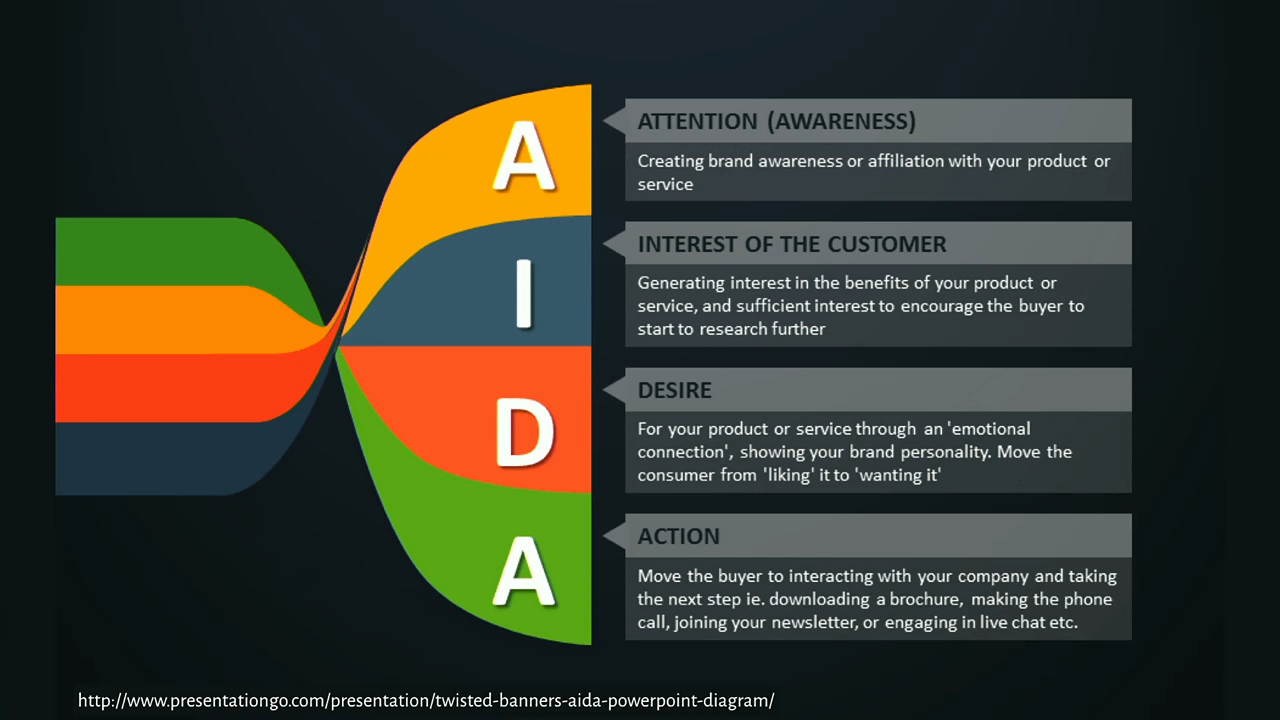 A
ATTENTION (AWARENESS)
Creating brand awareness or affiliation with your product or
service
I
INTEREST OF THE CUSTOMER
Generating interest in the benefits of your product or
service, and sufficient interest to encourage the buyer to
start to research further
D
DESIRE
For your product or service through an 'emotional
connection', showing your brand personality. Move the
consumer from 'liking' it to 'wanting it'
A
ACTION
Move the buyer to interacting with your company and taking
the next step ie. downloading a brochure, making the phone
call, joining your newsletter, or engaging in live chat etc.
http://www.presentationgo.com/presentation/twisted-banners-aida-powerpoint-diagram/